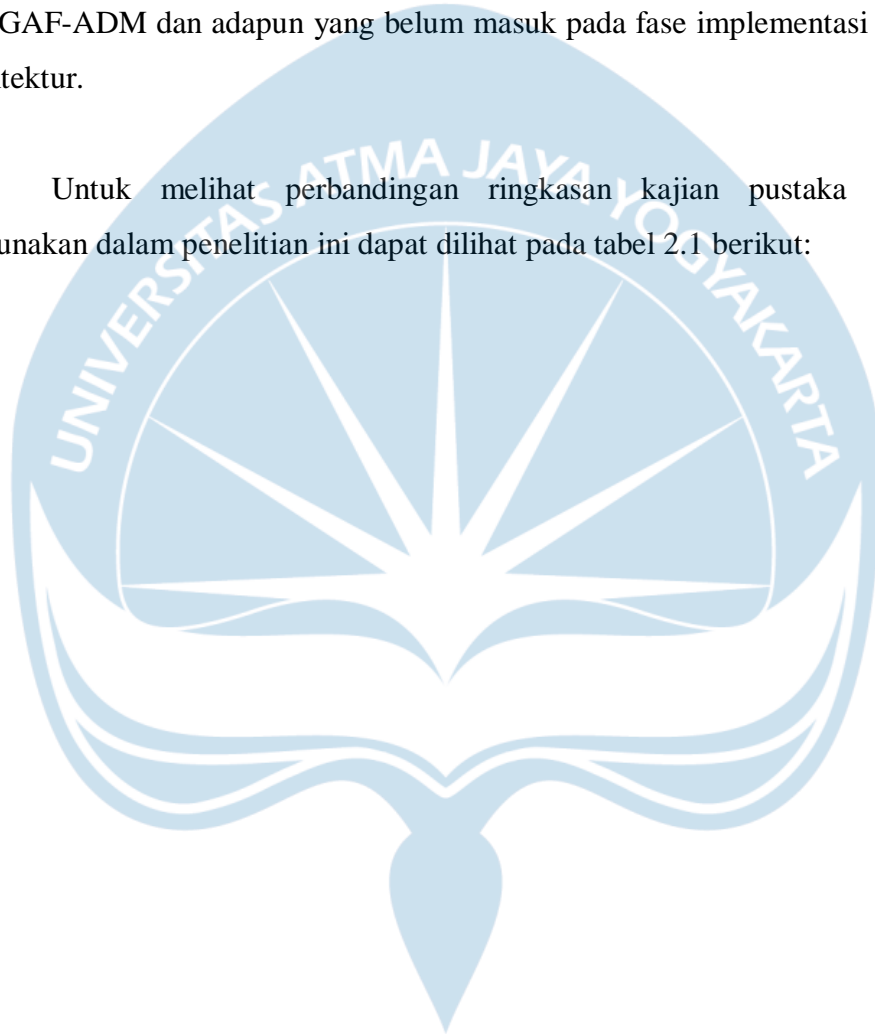 GAF-ADM dan adapun yang belum masuk pada fase implementasi
tektur.
UNIVERSITAS ATMA JAYA YOGYAKARTA
Untuk melihat perbandingan ringkasan kajian pustaka
unakan dalam penelitian ini dapat dilihat pada tabel 2.1 berikut: